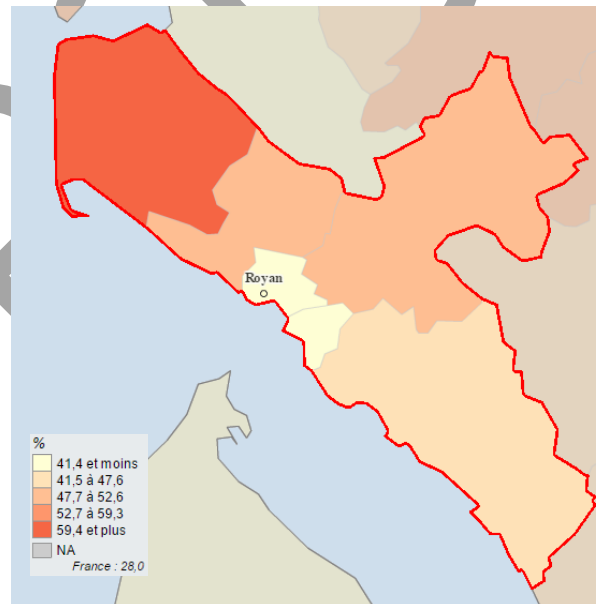 Royan
%
41,4 et moins
41,5 à 47,6
47,7 à 52,6
52,7 à 59,3
59,4 et plus
NA
France : 28,0